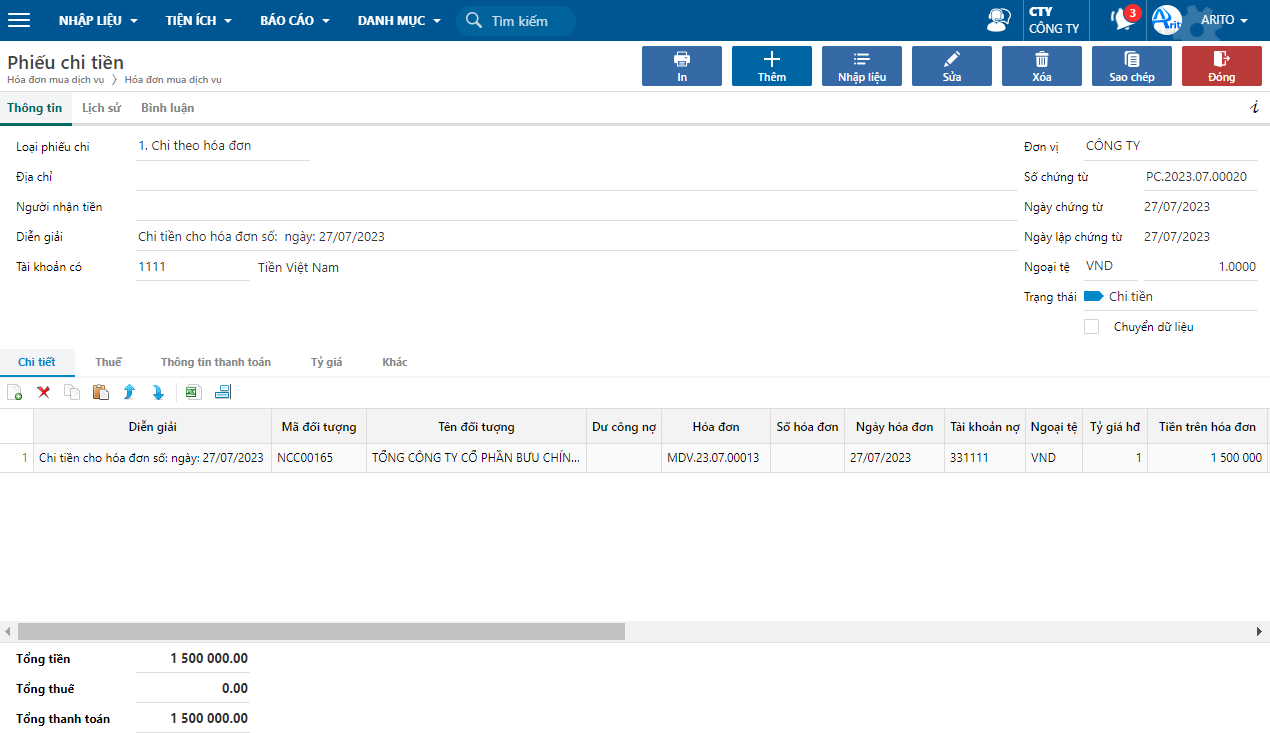 NHẬP LIỆU TIỆN ÍCH BÁO CÁO DANH MỤC Tìm kiếm CTY 3 ARITO
CÔNG TY
Phiếu chi tiền
Hóa đơn mua dịch vụ Hóa đơn mua dịch vụ
In Thêm Nhập liệu Sửa Xóa Sao chép Đóng
Thông tin Lịch sử Bình luận i
Loại phiếu chi 1. Chi theo hóa đơn Đơn vị CÔNG TY
Địa chỉ Số chứng từ PC.2023.07.00020
Người nhận tiền Ngày chứng từ 27/07/2023
Diễn giải Chi tiền cho hóa đơn số: ngày: 27/07/2023 Ngày lập chứng từ 27/07/2023
Tài khoản có 1111 Tiền Việt Nam Ngoại tệ VND 1.0000
Trạng thái Chi tiền
Chuyển dữ liệu
Chi tiết Thuế Thông tin thanh toán Tỷ giá Khác
Diễn giải Mã đối tượng Tên đối tượng Dư công nợ Hóa đơn Số hóa đơn Ngày hóa đơn Tài khoản nợ Ngoại tệ Tỷ giá hđ Tiền trên hóa đơn
1 Chi tiền cho hóa đơn số: ngày: 27/07/2023 NCC00165 TỔNG CÔNG TY CỔ PHẦN BƯU CHÍN... MDV.23.07.00013 27/07/2023 331111 VND 1 1 500 000
Tổng tiền 1 500 000.00
Tổng thuế 0.00
Tổng thanh toán 1 500 000.00